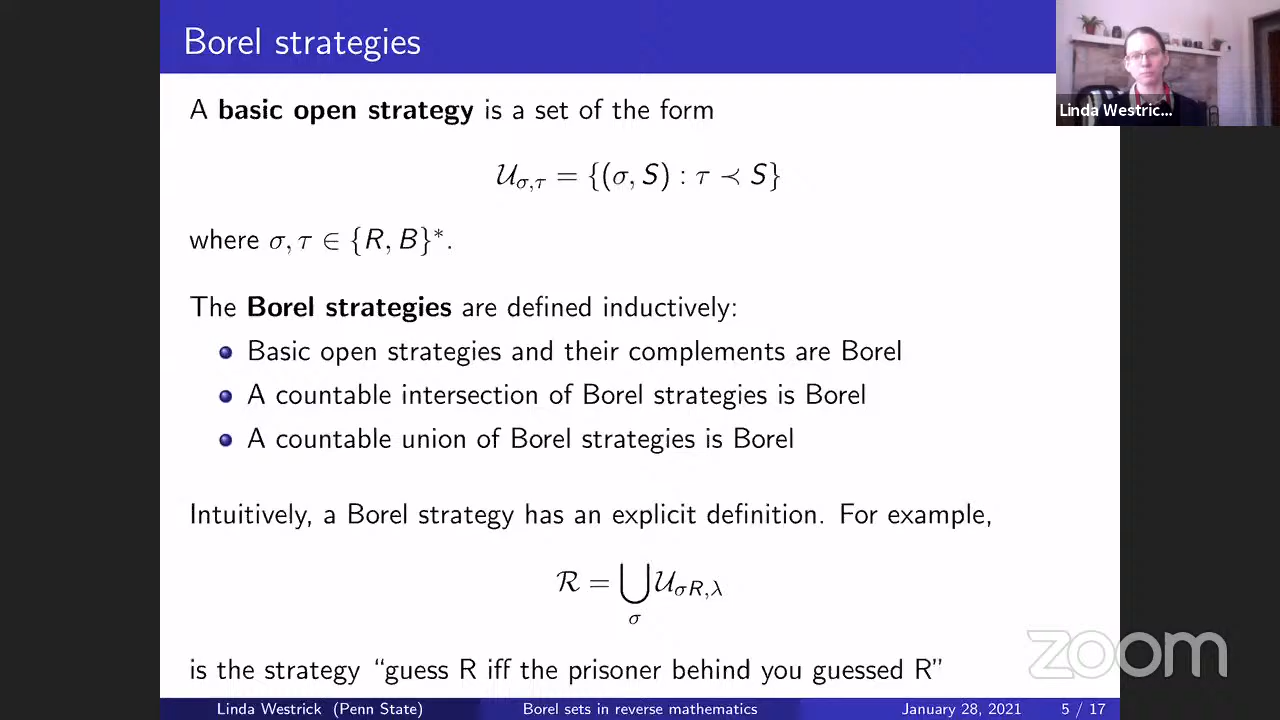 Borel strategies
Linda Westric...
A basic open strategy is a set of the form
𝒰_{σ,τ} = {(σ, S) : τ ≺ S}
where σ, τ ∈ {R, B}*.
The Borel strategies are defined inductively:
Basic open strategies and their complements are Borel
A countable intersection of Borel strategies is Borel
A countable union of Borel strategies is Borel
Intuitively, a Borel strategy has an explicit definition. For example,
ℛ = ⋃_σ 𝒰_{σR,λ}
is the strategy “guess R iff the prisoner behind you guessed R”
zoom
Linda Westrick (Penn State) Borel sets in reverse mathematics January 28, 2021 5 / 17